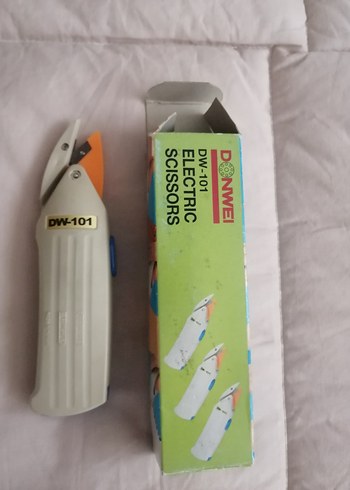 DW-101
DONWEI
DW-101
ELECTRIC
SCISSORS